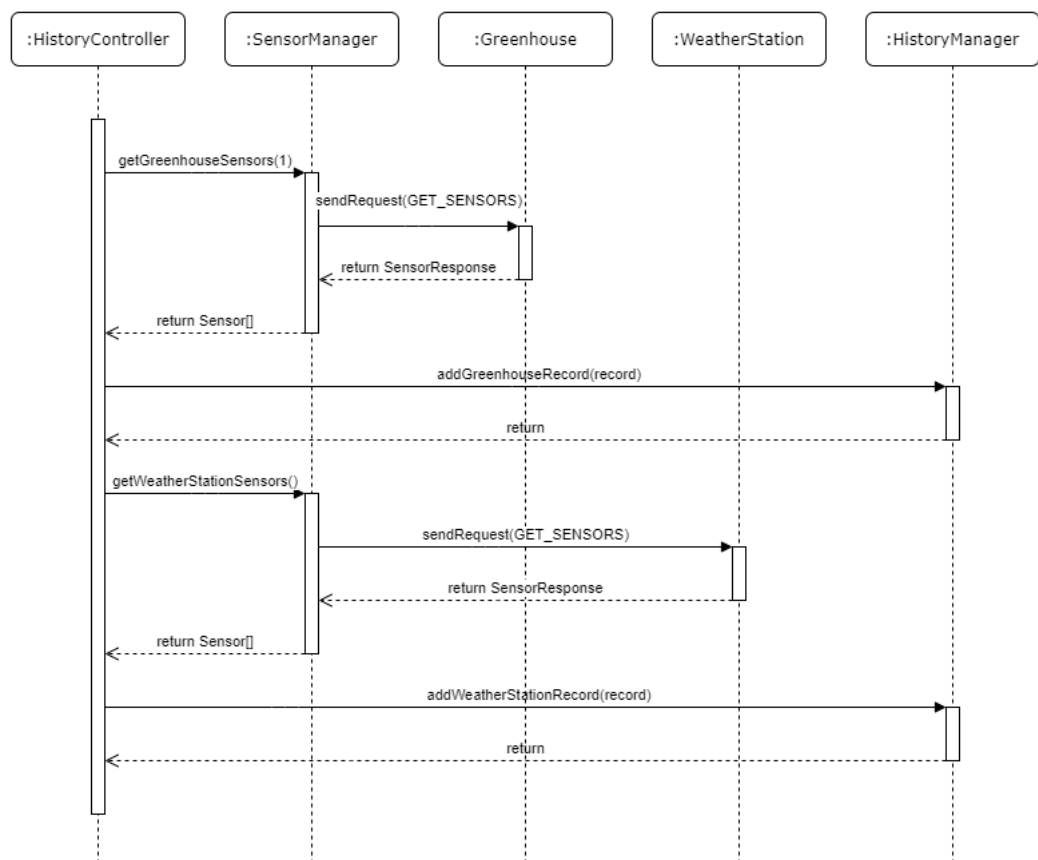 :HistoryController
:SensorManager
:Greenhouse
:WeatherStation
:HistoryManager
getGreenhouseSensors(1)
sendRequest(GET_SENSORS)
return SensorResponse
return Sensor[]
addGreenhouseRecord(record)
return
getWeatherStationSensors()
sendRequest(GET_SENSORS)
return SensorResponse
return Sensor[]
addWeatherStationRecord(record)
return